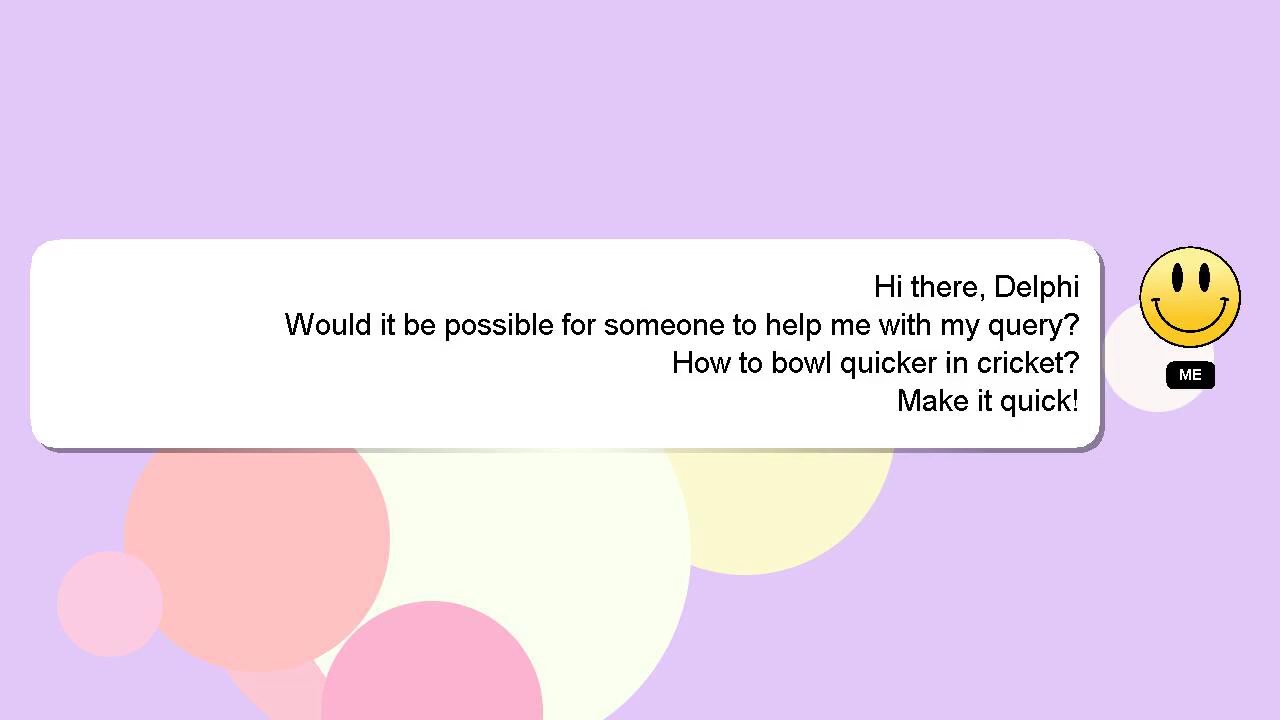 Hi there, Delphi
Would it be possible for someone to help me with my query?
How to bowl quicker in cricket?
Make it quick!
ME